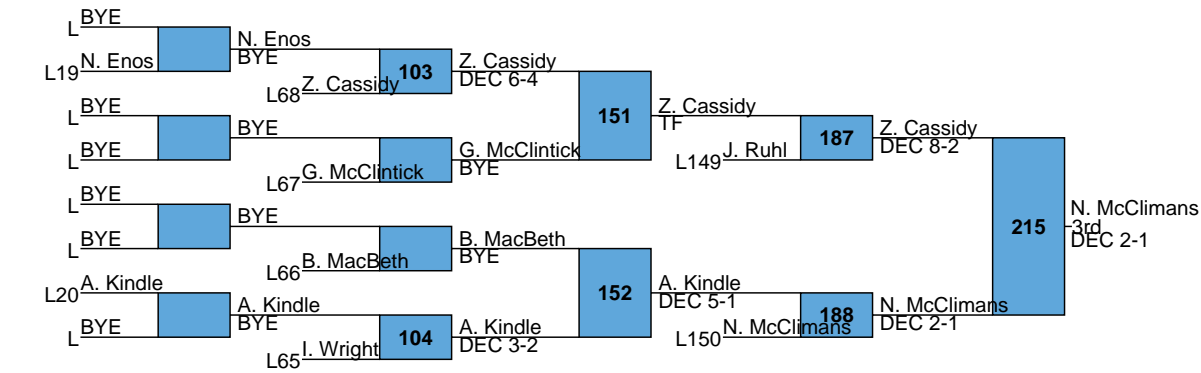 L BYE
L19 N. Enos
N. Enos
BYE
L68 Z. Cassidy
103
Z. Cassidy
DEC 6-4
L BYE
L BYE
BYE
L67 G. McClintick
G. McClintick
BYE
151
Z. Cassidy
TF
L149 J. Ruhl
187
Z. Cassidy
DEC 8-2
L BYE
L BYE
BYE
L66 B. MacBeth
B. MacBeth
BYE
L20 A. Kindle
L BYE
A. Kindle
BYE
L65 I. Wright
104
A. Kindle
DEC 3-2
152
A. Kindle
DEC 5-1
L150 N. McClimans
188
N. McClimans
DEC 2-1
215
N. McClimans
3rd
DEC 2-1